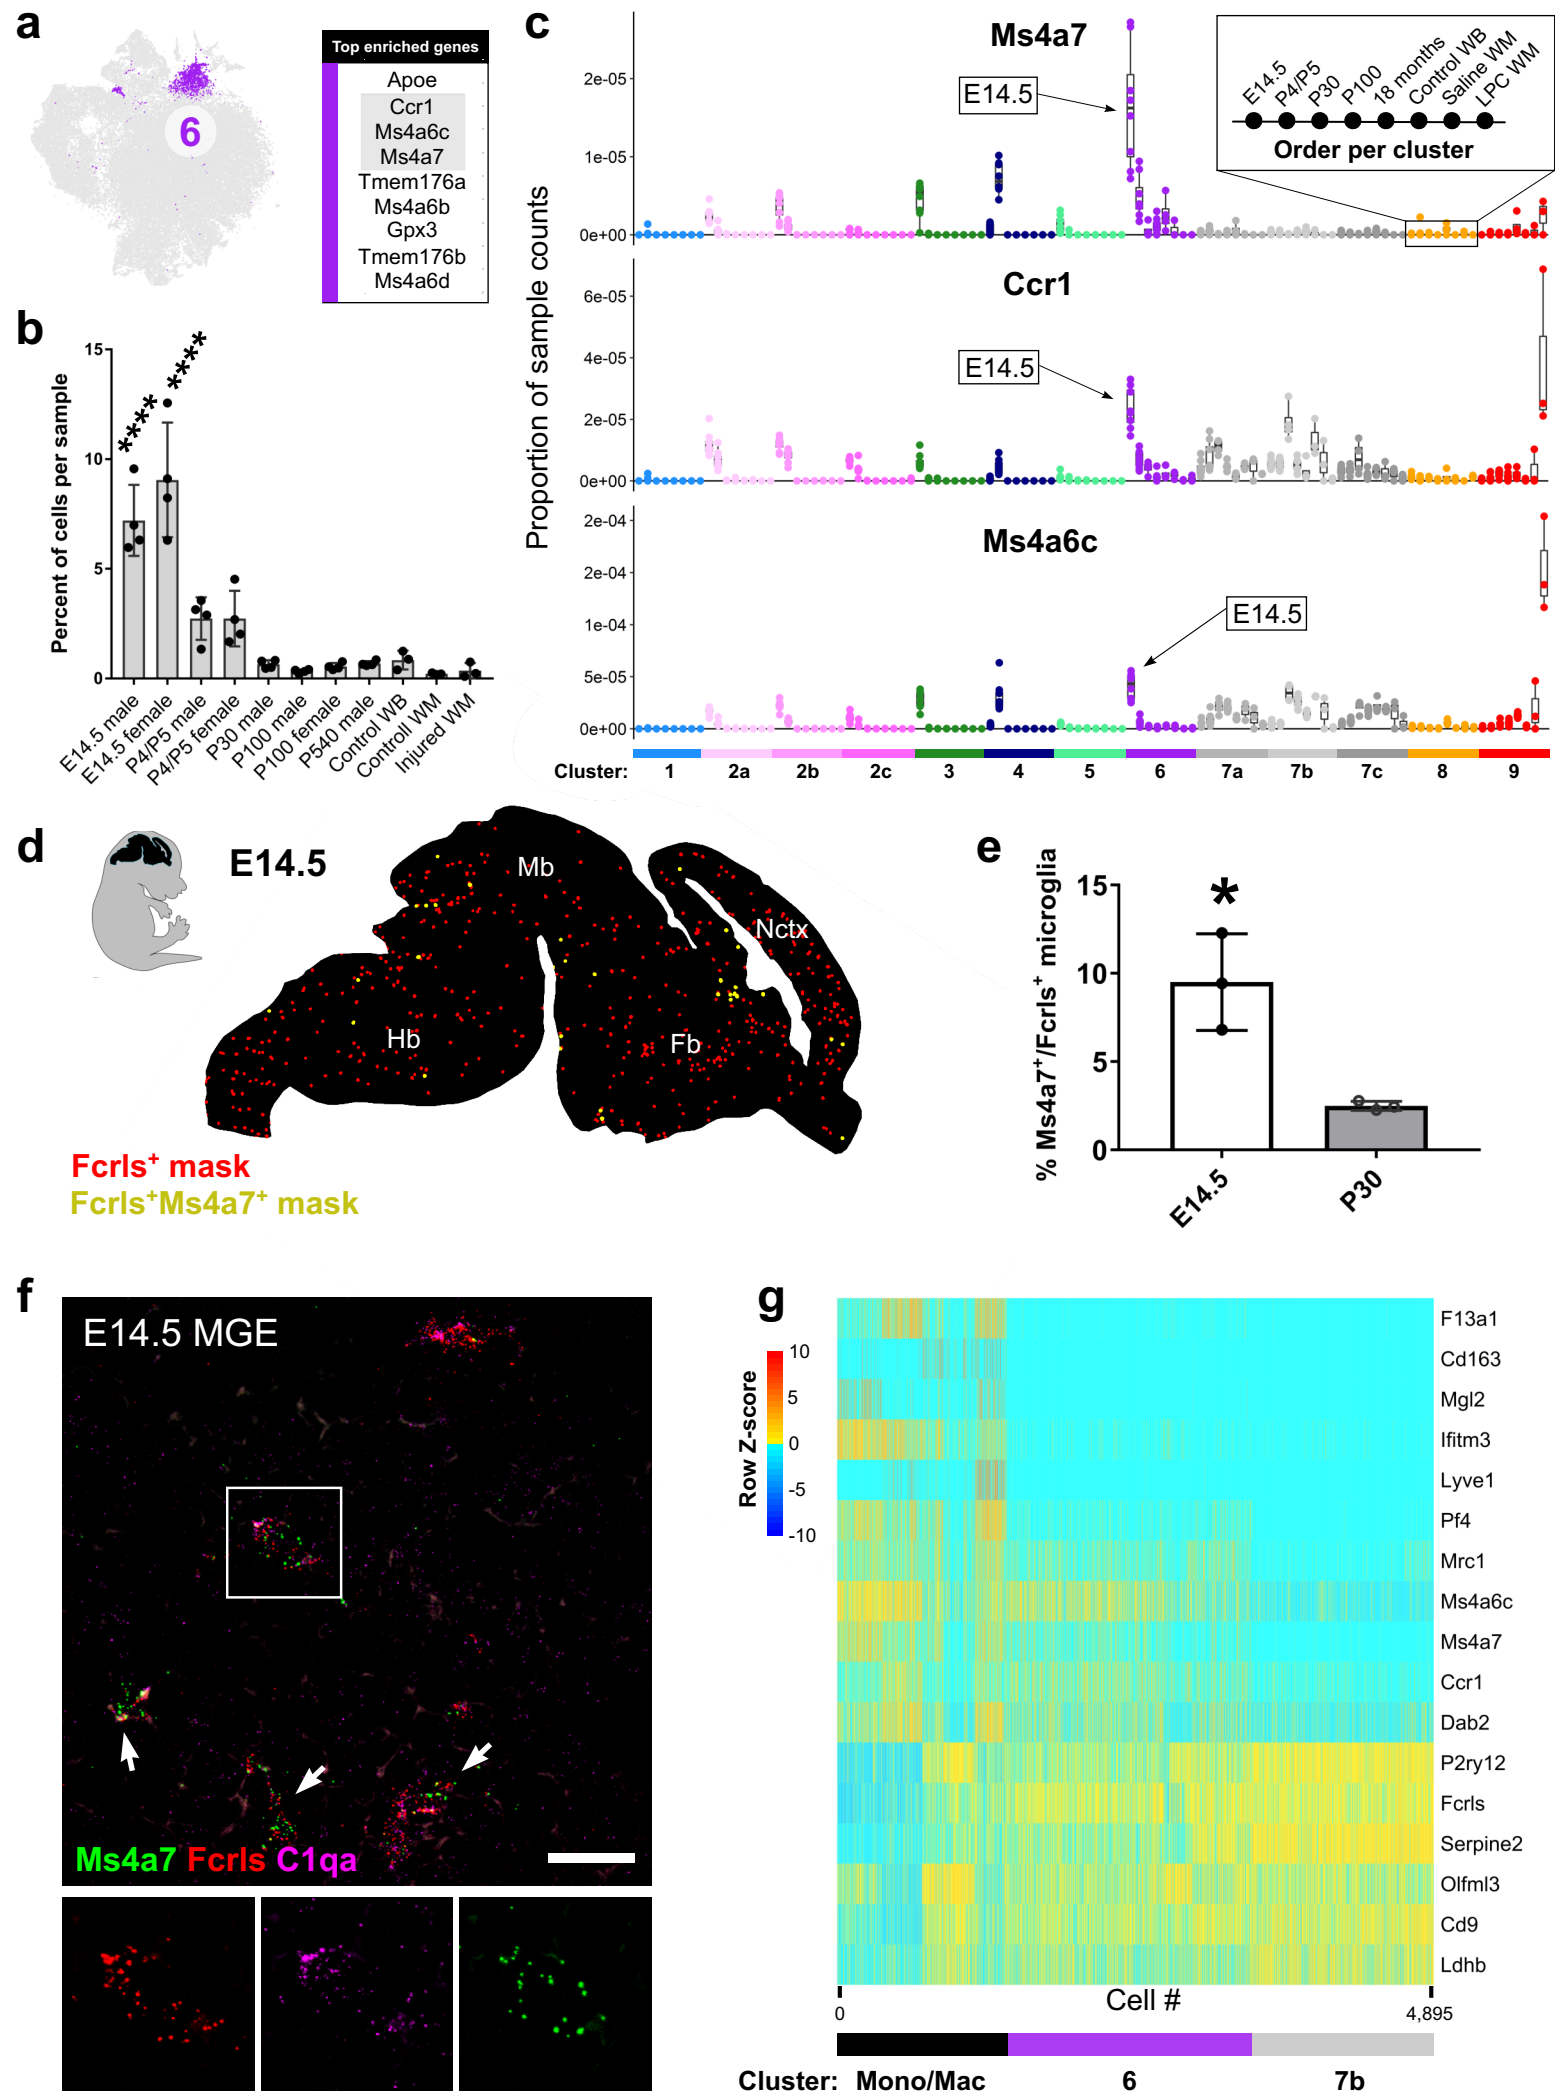 a
6
Top enriched genes
Apoe
Ccr1
Ms4a6c
Ms4a7
Tmem176a
Ms4a6b
Gpx3
Tmem176b
Ms4a6d
b
Percent of cells per sample
15
10
5
0
****
****
E14.5 male
E14.5 female
P4/P5 male
P4/P5 female
P30 male
P100 male
P100 female
P540 male
Control WB
Controll WM
Injured WM
c
Proportion of sample counts
Ms4a7
E14.5
2e-05
1e-05
0e+00
E14.5
P4/P5
P30
P100
18 months
Control WB
Saline WM
LPC WM
Order per cluster
Ccr1
E14.5
6e-05
4e-05
2e-05
0e+00
Ms4a6c
E14.5
2e-04
2e-04
1e-04
5e-05
0e+00
Cluster: 1 2a 2b 2c 3 4 5 6 7a 7b 7c 8 9
d
E14.5
Mb
Nctx
Hb
Fb
Fcrls+ mask
Fcrls+Ms4a7+ mask
e
% Ms4a7+/Fcrls+ microglia
15
10
5
0
*
E14.5
P30
f
E14.5 MGE
Ms4a7 Fcrls C1qa
g
Row Z-score
10
5
0
-5
-10
F13a1
Cd163
Mgl2
Ifitm3
Lyve1
Pf4
Mrc1
Ms4a6c
Ms4a7
Ccr1
Dab2
P2ry12
Fcrls
Serpine2
Olfml3
Cd9
Ldhb
0 Cell # 4,895
Cluster: Mono/Mac 6 7b